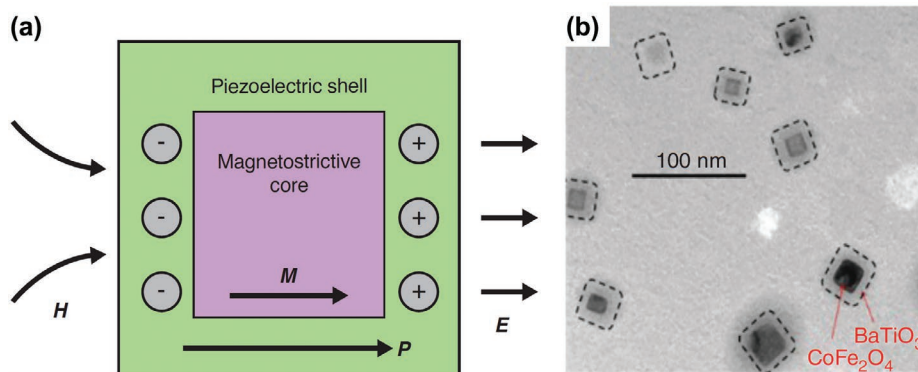 (a)
Piezoelectric shell
- +
Magnetostrictive
core
- +
M
- +
H
P
E
(b)
100 nm
BaTiO3
CoFe₂O₄